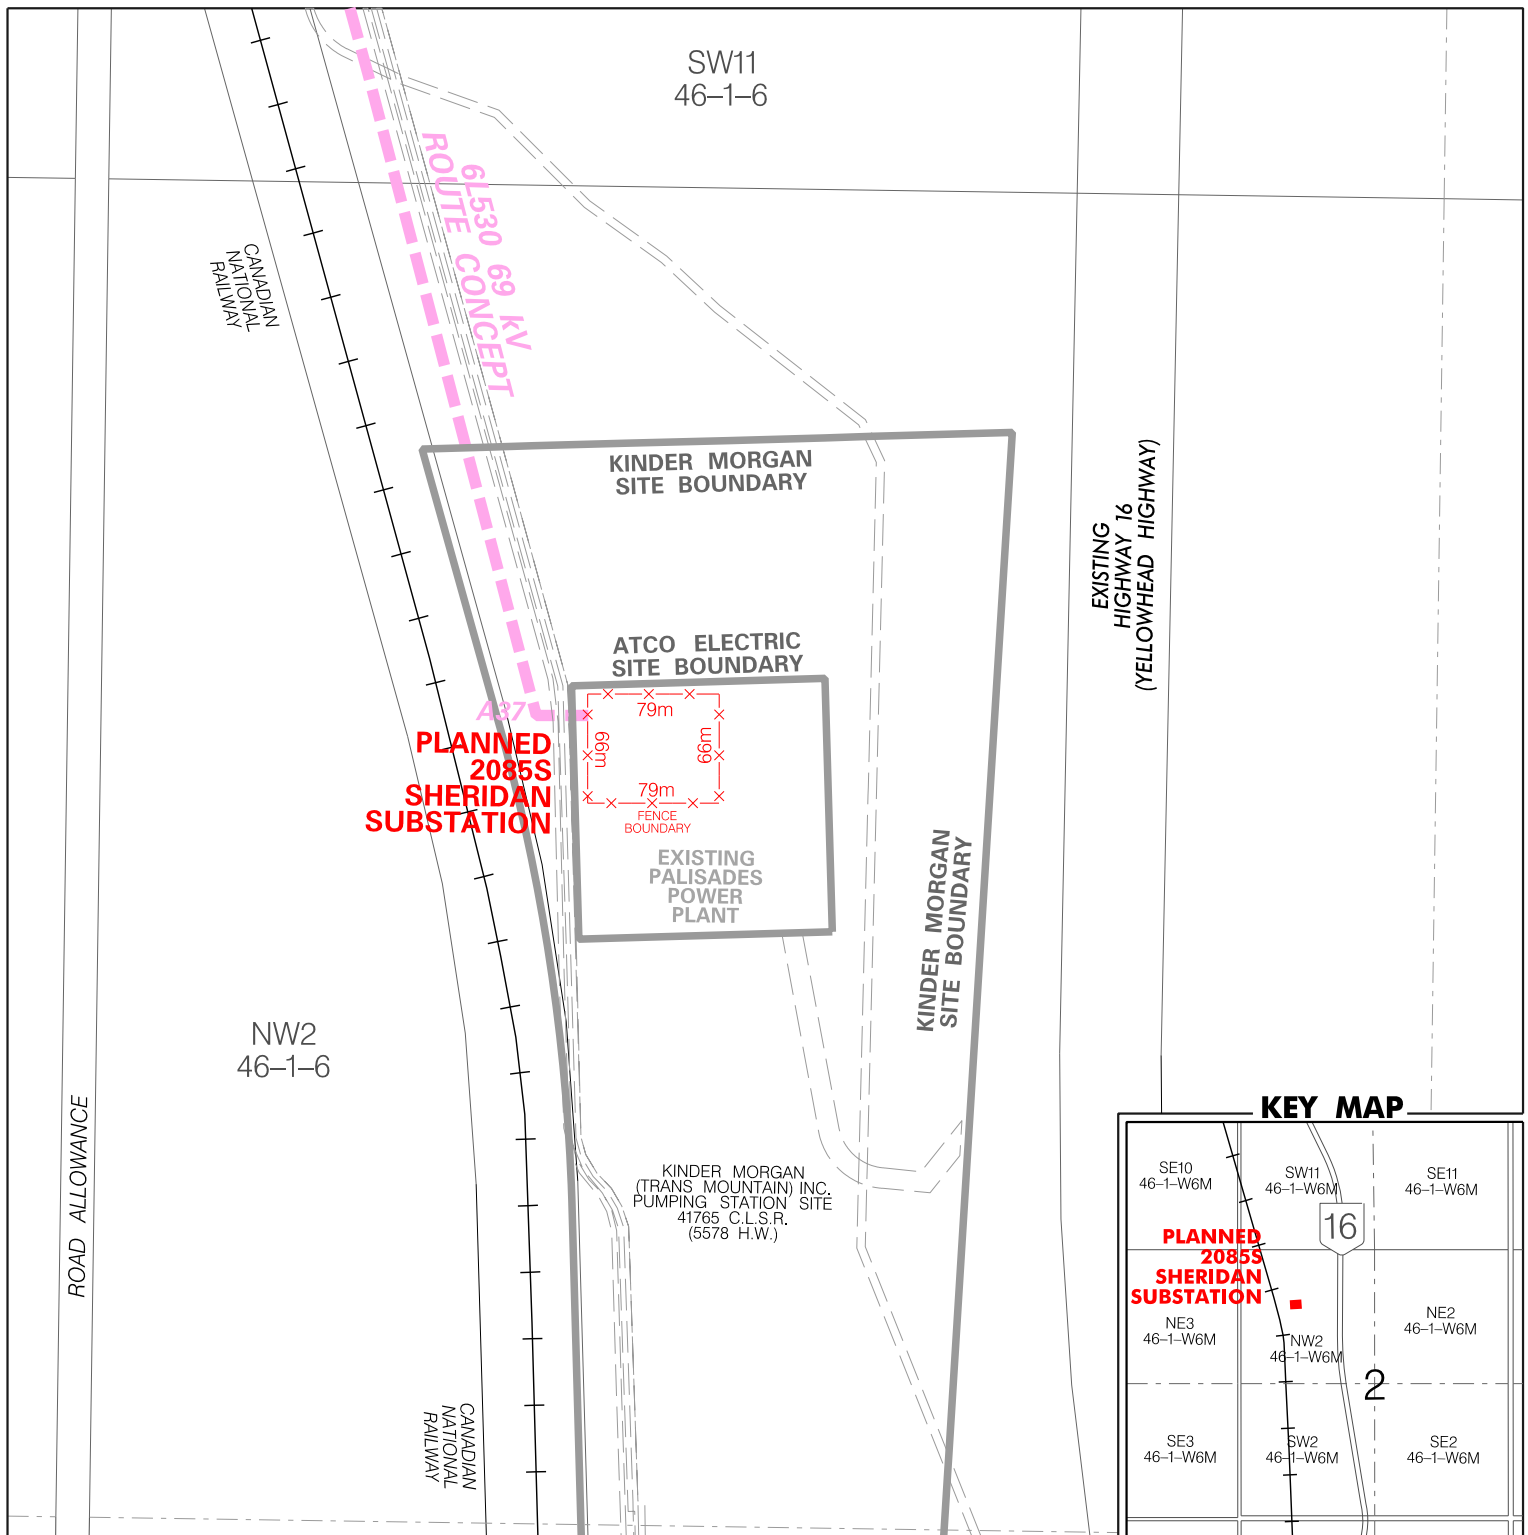 SW11
46–1–6
6L530 69 kV
ROUTE CONCEPT
CANADIAN
NATIONAL
RAILWAY
KINDER MORGAN
SITE BOUNDARY
EXISTING
HIGHWAY 16
(YELLOWHEAD HIGHWAY)
ATCO ELECTRIC
SITE BOUNDARY
A37
PLANNED
2085S
SHERIDAN
SUBSTATION
79m
66m
66m
79m
FENCE
BOUNDARY
EXISTING
PALISADES
POWER
PLANT
KINDER MORGAN
SITE BOUNDARY
NW2
46–1–6
ROAD ALLOWANCE
KINDER MORGAN
(TRANS MOUNTAIN) INC.
PUMPING STATION SITE
41765 C.L.S.R.
(5578 H.W.)
CANADIAN
NATIONAL
RAILWAY
KEY MAP
SE10
46–1–W6M
SW11
46–1–W6M
SE11
46–1–W6M
16
PLANNED
2085S
SHERIDAN
SUBSTATION
NE3
46–1–W6M
NW2
46–1–W6M
NE2
46–1–W6M
2
SE3
46–1–W6M
SW2
46–1–W6M
SE2
46–1–W6M